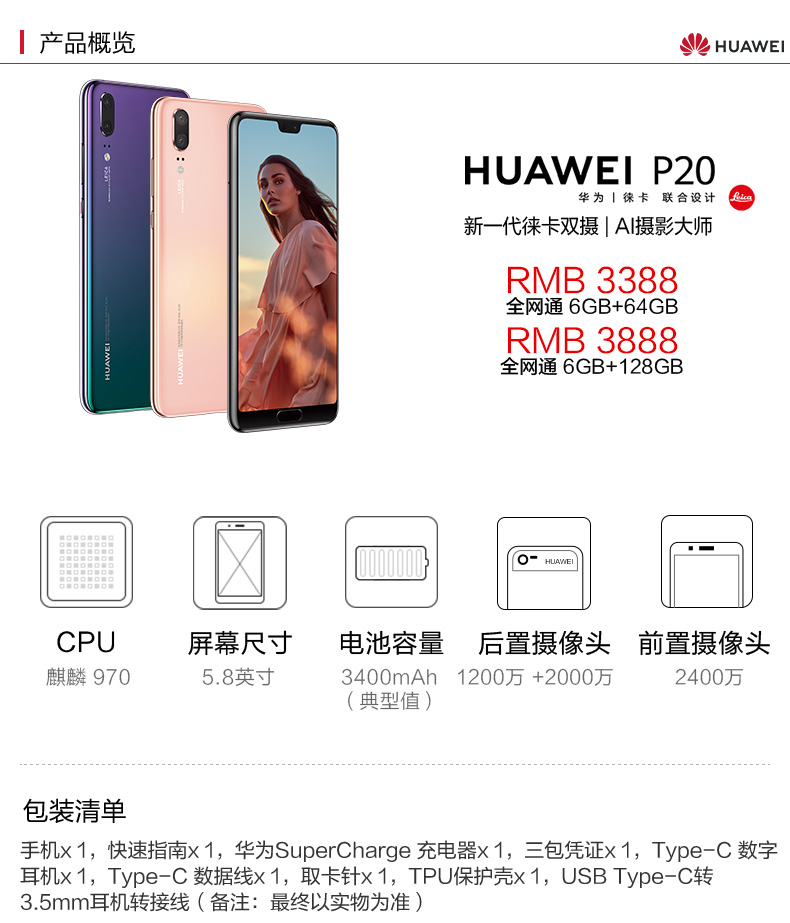 产品概览
HUAWEI
LEICA
LEICA
HUAWEI
HUAWEI
HUAWEI P20
华为 | 徕卡 联合设计
Leica
新一代徕卡双摄 | AI摄影大师
RMB 3388
全网通 6GB+64GB
RMB 3888
全网通 6GB+128GB
HUAWEI
CPU
屏幕尺寸
电池容量
后置摄像头
前置摄像头
麒麟 970
5.8英寸
3400mAh
（典型值）
1200万 +2000万
2400万
包装清单
手机x 1，快速指南x 1，华为SuperCharge 充电器x 1，三包凭证x 1，Type-C 数字
耳机x 1，Type-C 数据线x 1，取卡针x 1，TPU保护壳x 1，USB Type-C转
3.5mm耳机转接线（备注：最终以实物为准）